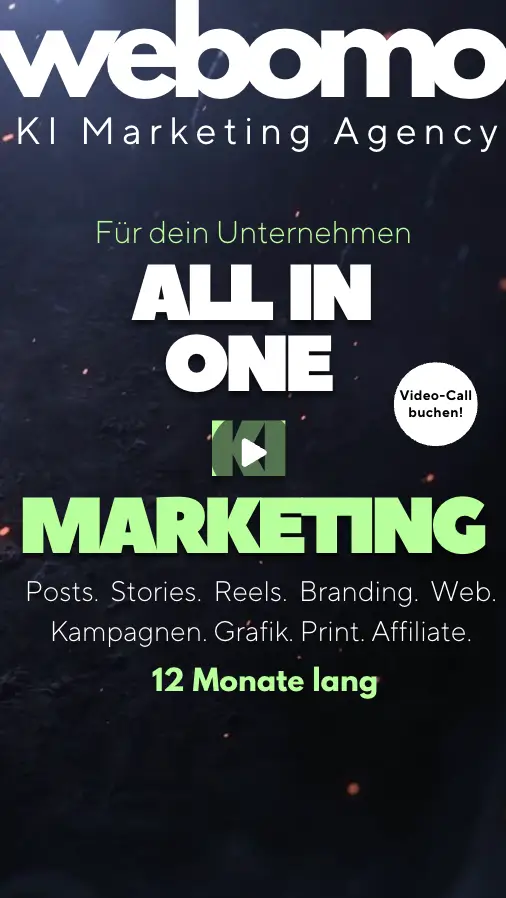 webomo
KI Marketing Agency
Für dein Unternehmen
ALL IN
ONE
Video-Call
buchen!
KI
MARKETING
Posts. Stories. Reels. Branding. Web.
Kampagnen. Grafik. Print. Affiliate.
12 Monate lang